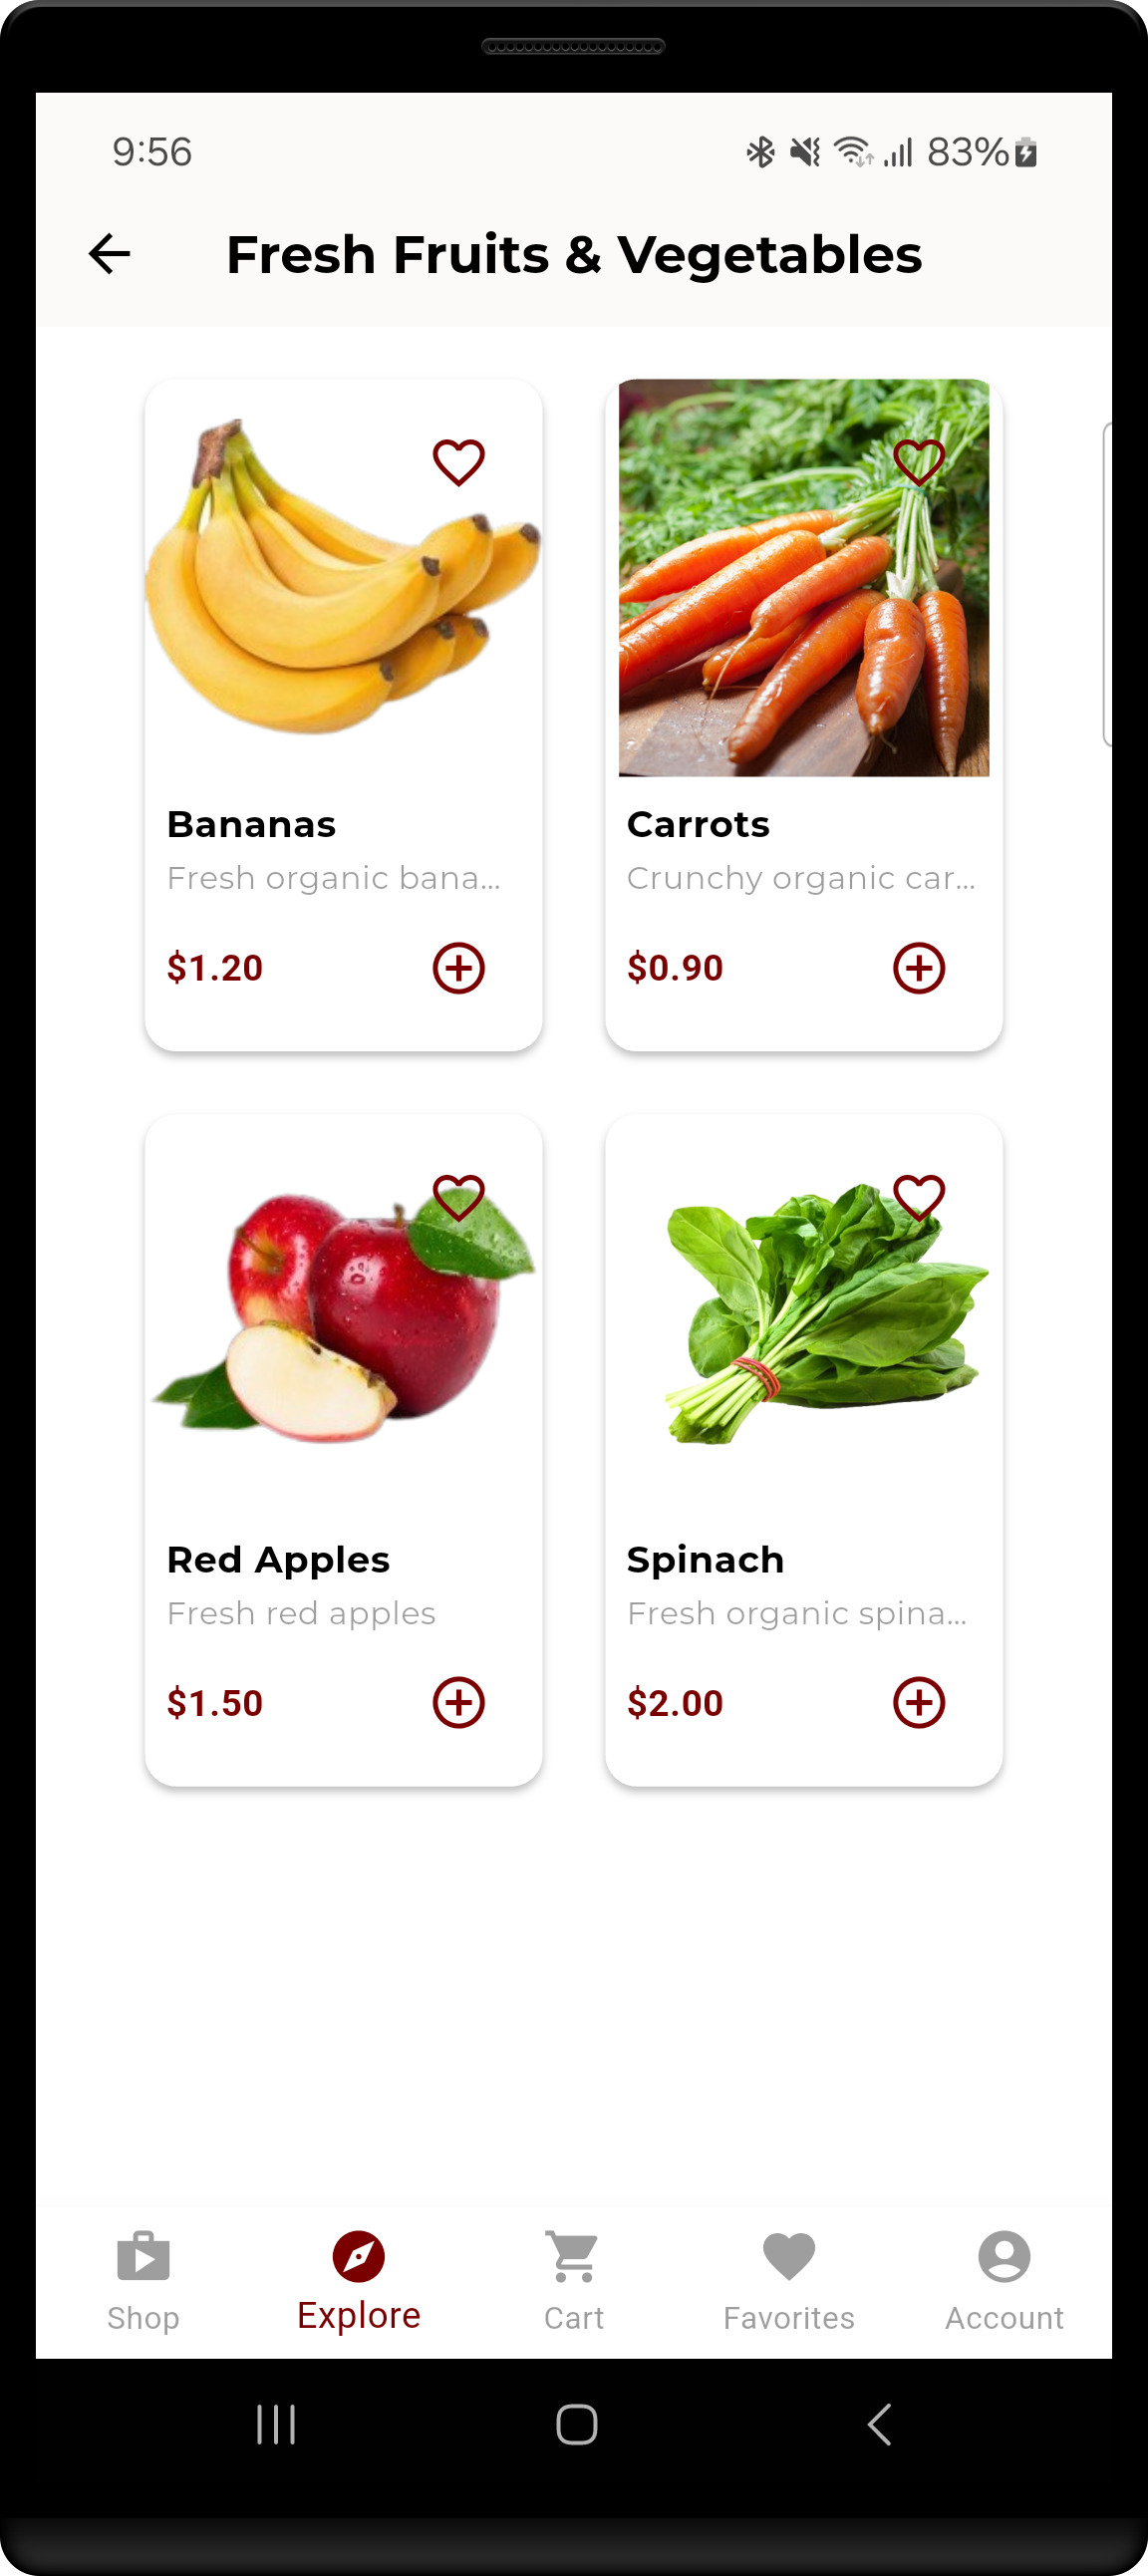 9:56 83%
Fresh Fruits & Vegetables
Bananas
Fresh organic bana...
$1.20
Carrots
Crunchy organic car...
$0.90
Red Apples
Fresh red apples
$1.50
Spinach
Fresh organic spina...
$2.00
Shop Explore Cart Favorites Account